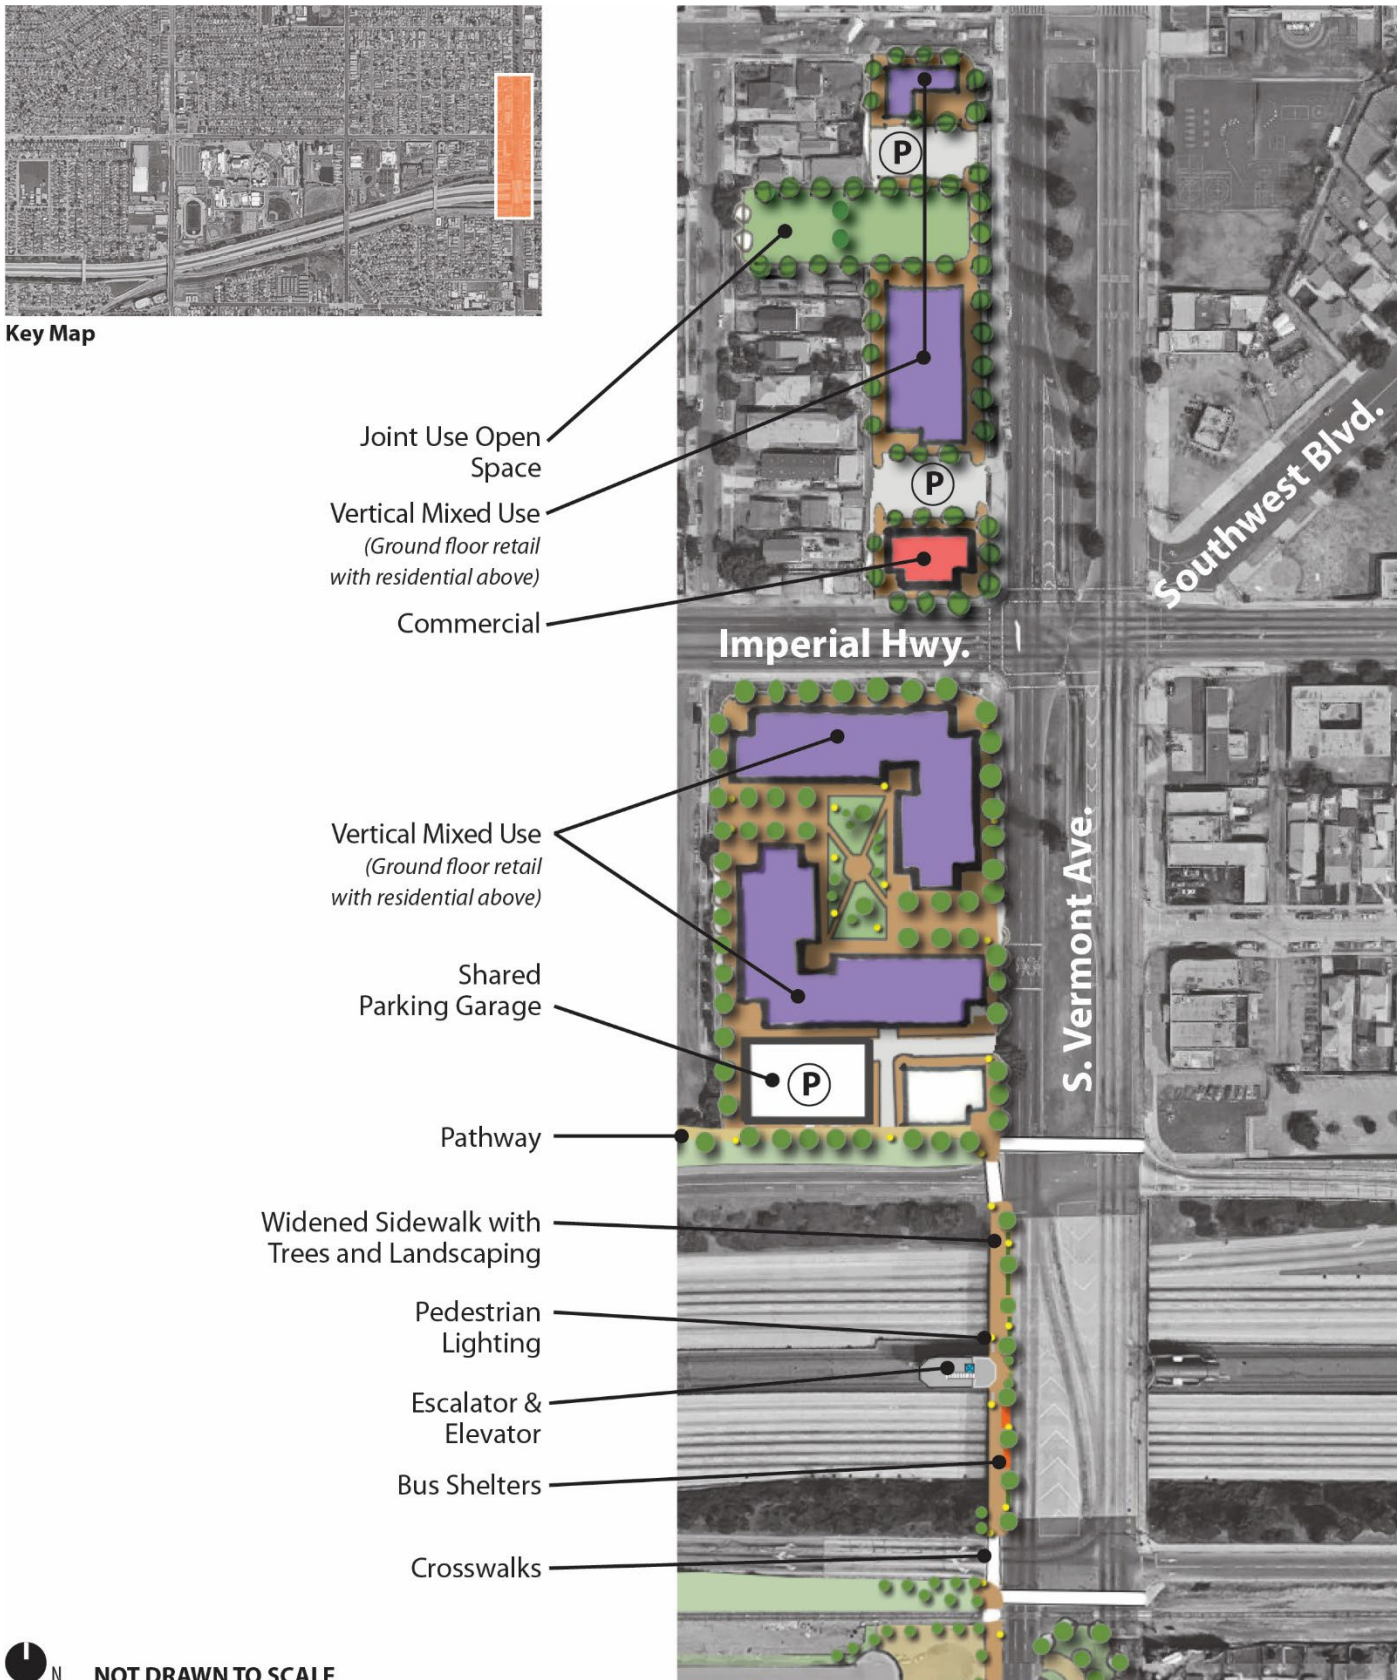 Key Map
Joint Use Open
Space
Vertical Mixed Use
(Ground floor retail
with residential above)
Commercial
P
P
Southwest Blvd.
Imperial Hwy.
Vertical Mixed Use
(Ground floor retail
with residential above)
S. Vermont Ave.
Shared
Parking Garage
P
Pathway
Widened Sidewalk with
Trees and Landscaping
Pedestrian
Lighting
Escalator &
Elevator
Bus Shelters
Crosswalks
N
NOT DRAWN TO SCALE